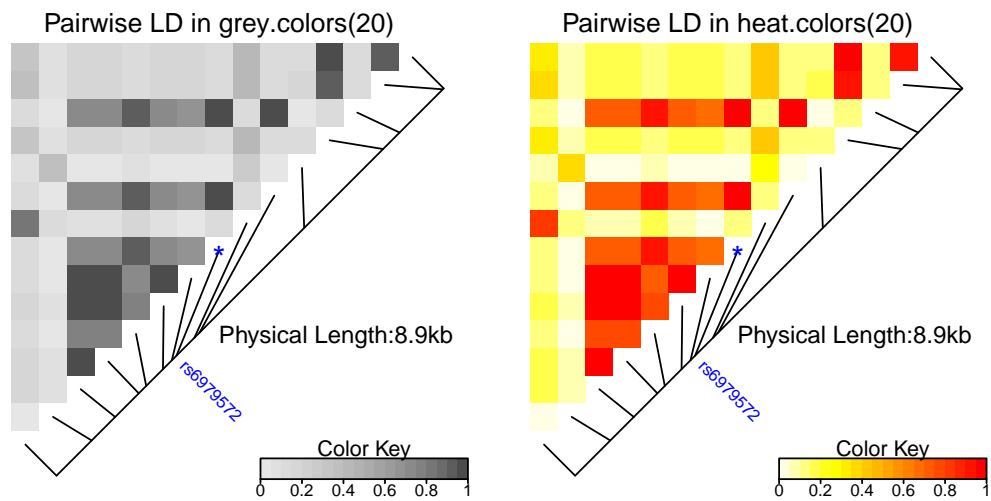 Pairwise LD in grey.colors(20)
*
Physical Length:8.9kb
rs6979572
Color Key
0 0.2 0.4 0.6 0.8 1
Pairwise LD in heat.colors(20)
*
Physical Length:8.9kb
rs6979572
Color Key
0 0.2 0.4 0.6 0.8 1